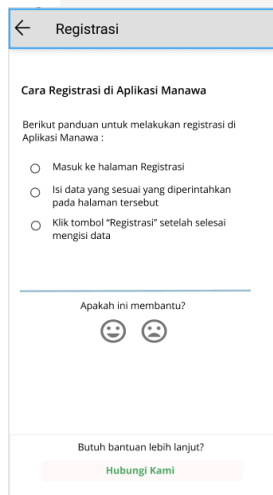 Registrasi
Cara Registrasi di Aplikasi Manawa
Berikut panduan untuk melakukan registrasi di
Aplikasi Manawa :
Masuk ke halaman Registrasi
Isi data yang sesuai yang diperintahkan
pada halaman tersebut
Klik tombol “Registrasi” setelah selesai
mengisi data
Apakah ini membantu?
Butuh bantuan lebih lanjut?
Hubungi Kami